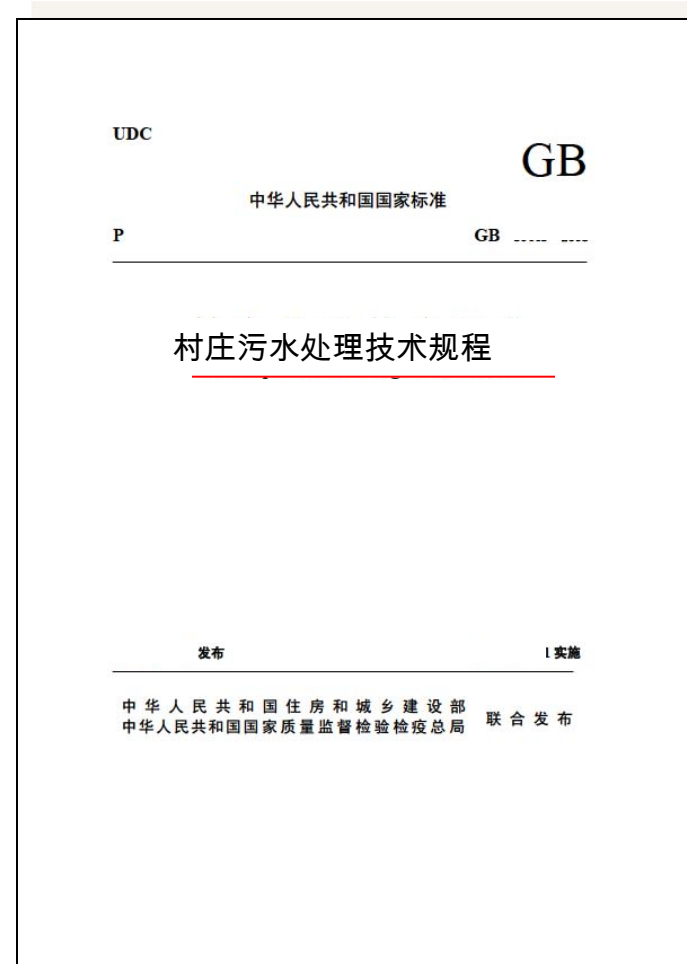 UDC
GB
中华人民共和国国家标准
P
GB
村庄污水处理技术规程
发布
实施
中华人民共和国住房和城乡建设部
中华人民共和国国家质量监督检验检疫总局
联合发布